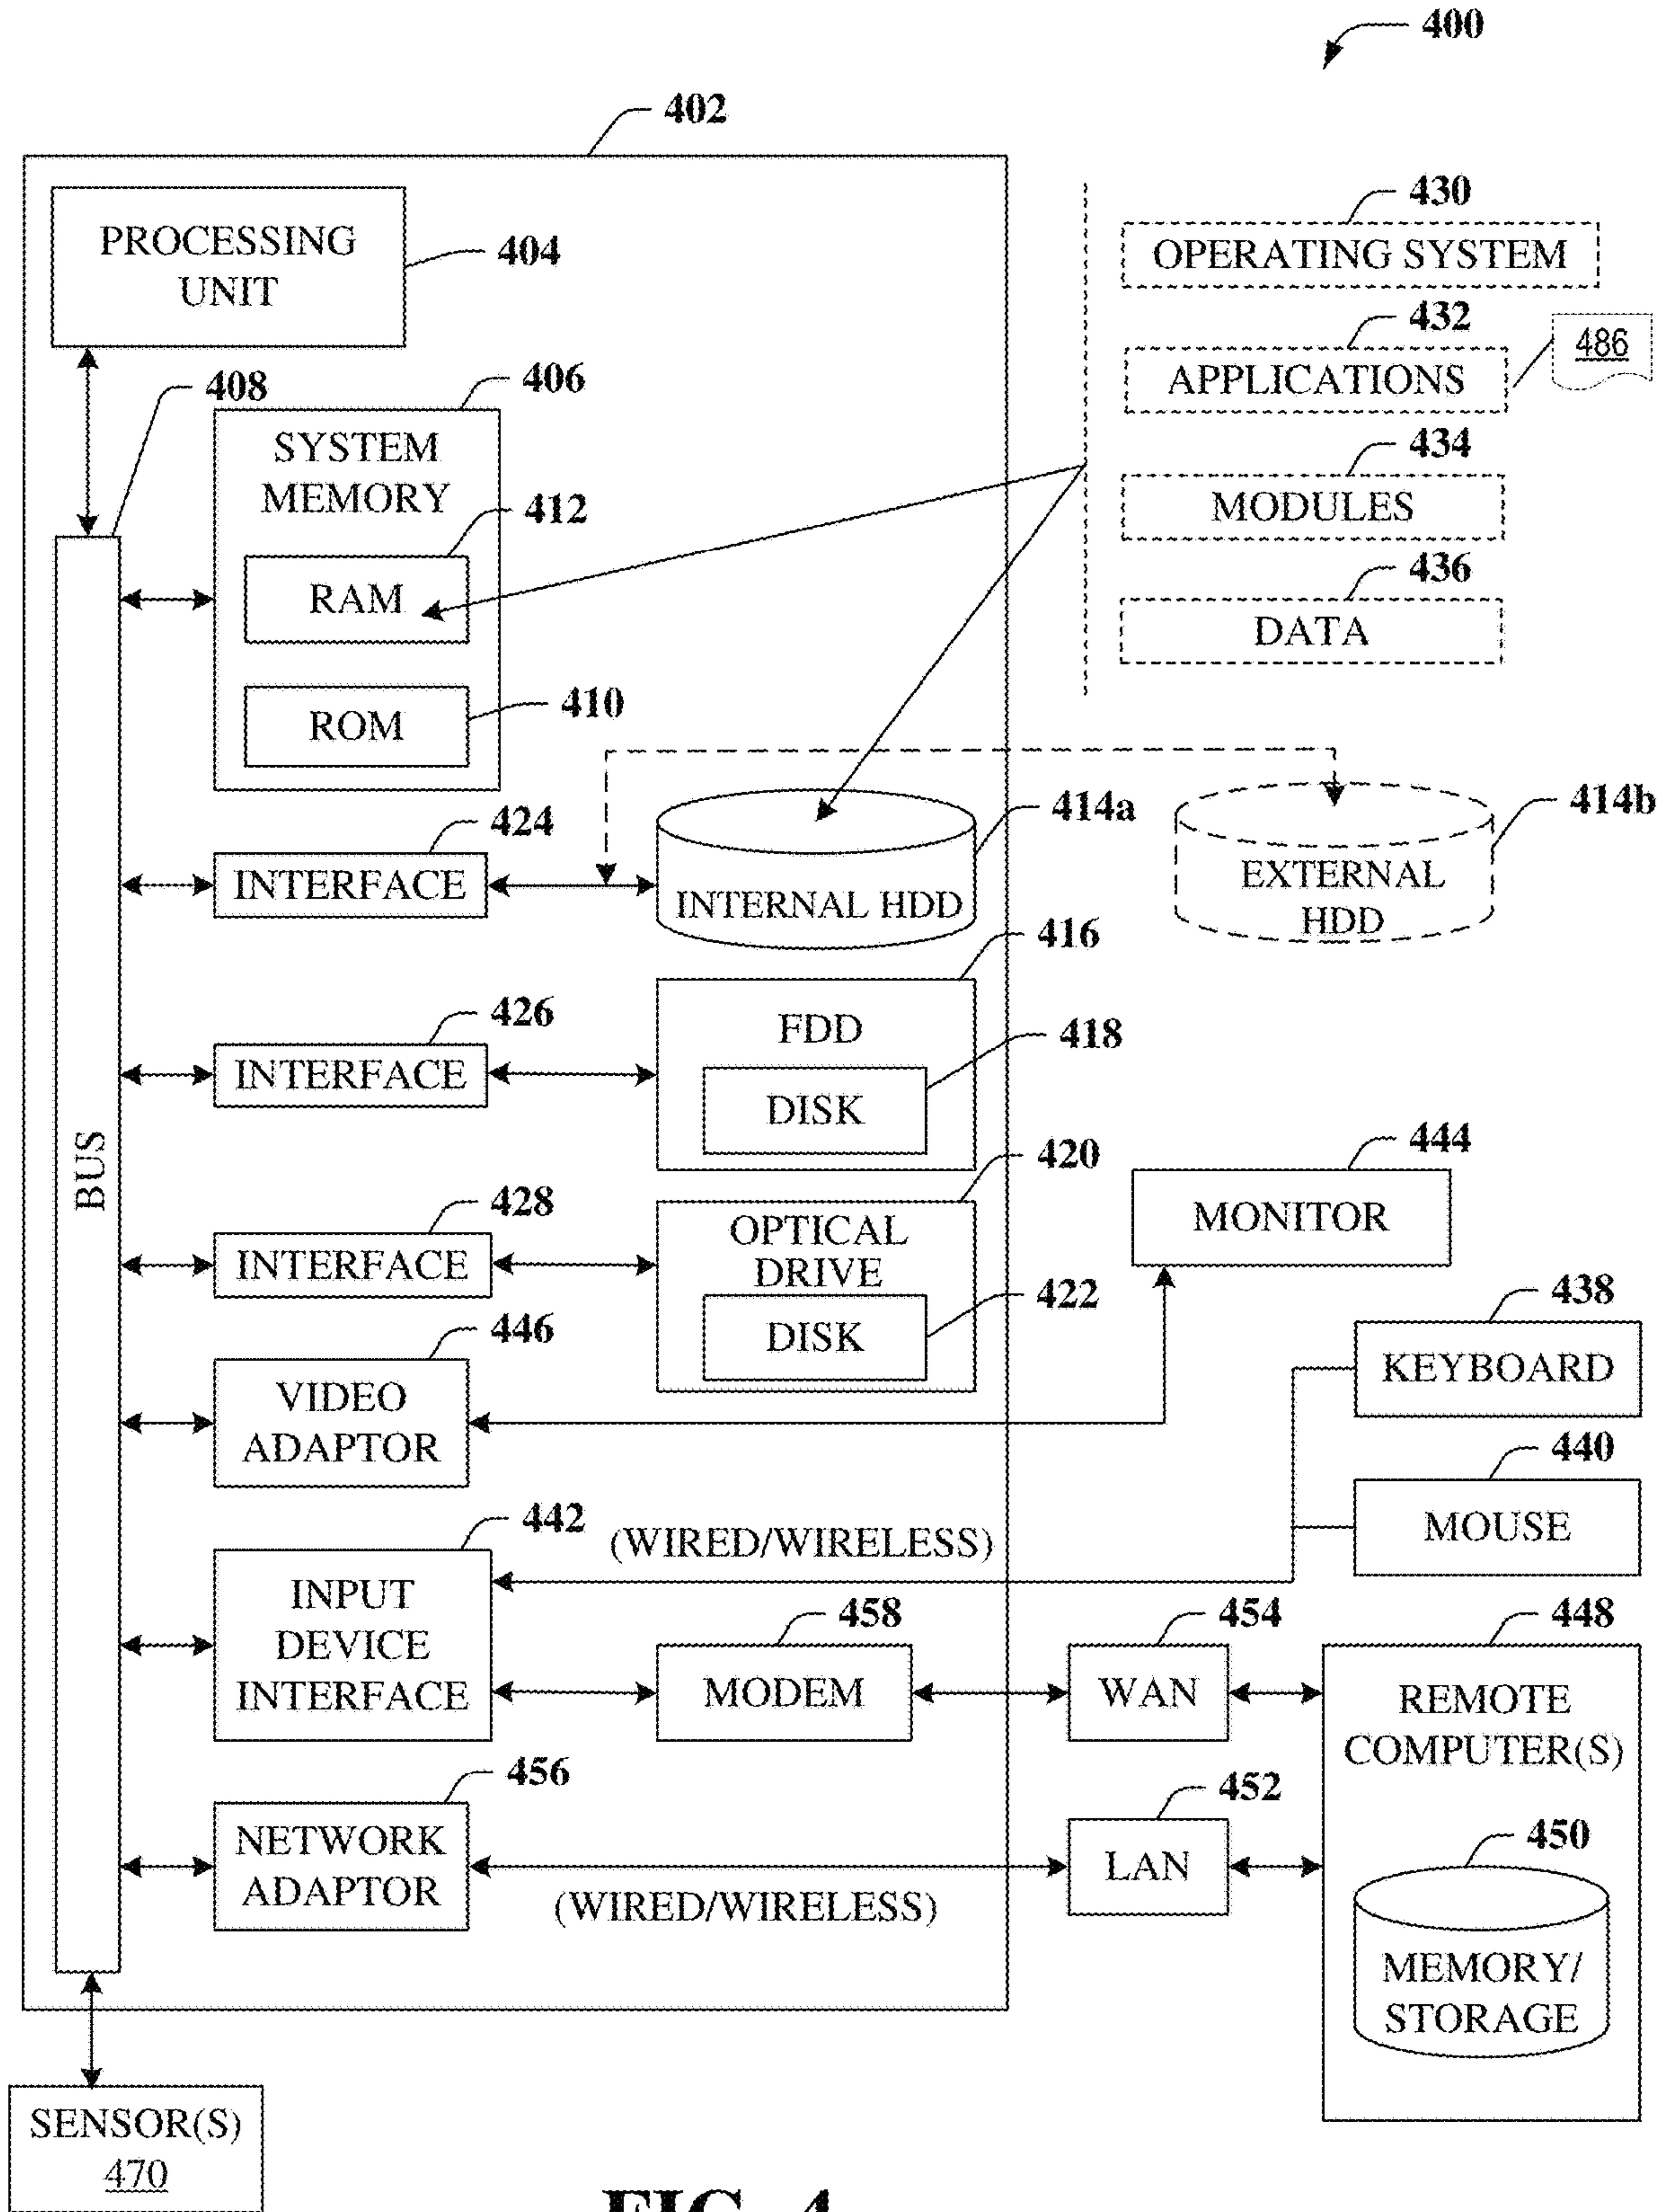 400
402
PROCESSING
UNIT
404
430
OPERATING SYSTEM
432
APPLICATIONS
486
434
MODULES
436
DATA
408
406
SYSTEM
MEMORY
412
RAM
410
ROM
424
INTERFACE
414a
INTERNAL HDD
414b
EXTERNAL
HDD
416
FDD
418
DISK
426
INTERFACE
BUS
420
OPTICAL
DRIVE
422
DISK
428
INTERFACE
444
MONITOR
446
VIDEO
ADAPTOR
438
KEYBOARD
440
MOUSE
442
INPUT
DEVICE
INTERFACE
(WIRED/WIRELESS)
458
MODEM
454
WAN
448
REMOTE
COMPUTER(S)
456
NETWORK
ADAPTOR
(WIRED/WIRELESS)
452
LAN
450
MEMORY/
STORAGE
SENSOR(S)
470
FIG. 4